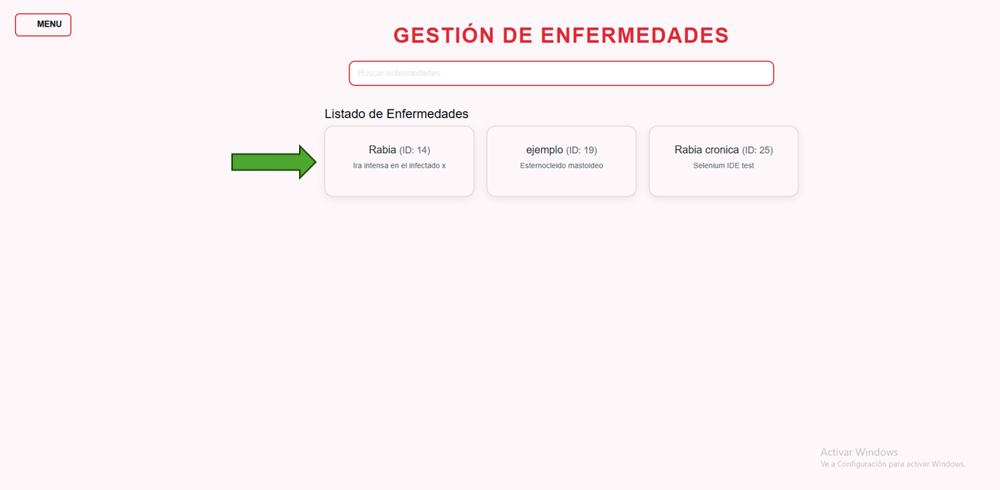 MENU
GESTIÓN DE ENFERMEDADES
Buscar enfermedades...
Listado de Enfermedades
Rabia (ID: 14)
Ira intensa en el infectado x
ejemplo (ID: 19)
Esternocleido mastoideo
Rabia cronica (ID: 25)
Selenium IDE test
Activar Windows
Ve a Configuración para activar Windows.